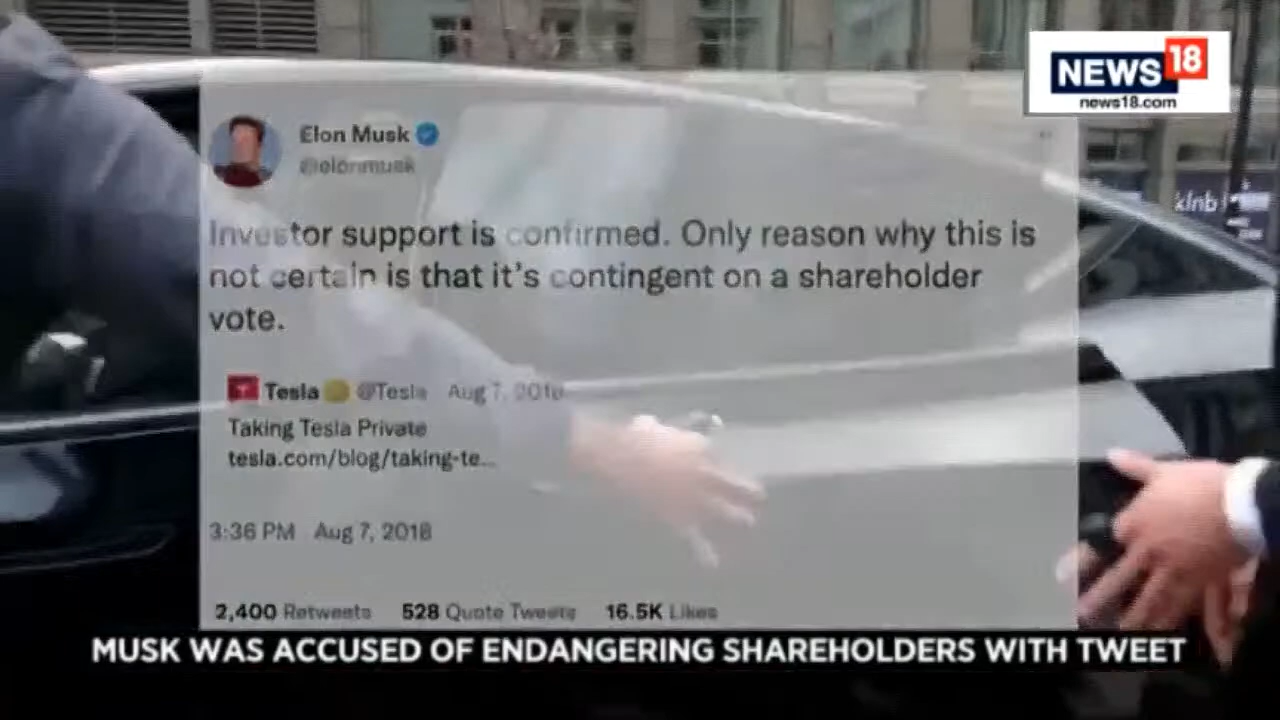 NEWS 18
news18.com
klnb
Elon Musk
@elonmusk
Investor support is confirmed. Only reason why this is
not certain is that it's contingent on a shareholder
vote.
Tesla @Tesla Aug 7, 2018
Taking Tesla Private
tesla.com/blog/taking-te...
3:36 PM Aug 7, 2018
2,400 Retweets 528 Quote Tweets 16.5K Likes
MUSK WAS ACCUSED OF ENDANGERING SHAREHOLDERS WITH TWEET